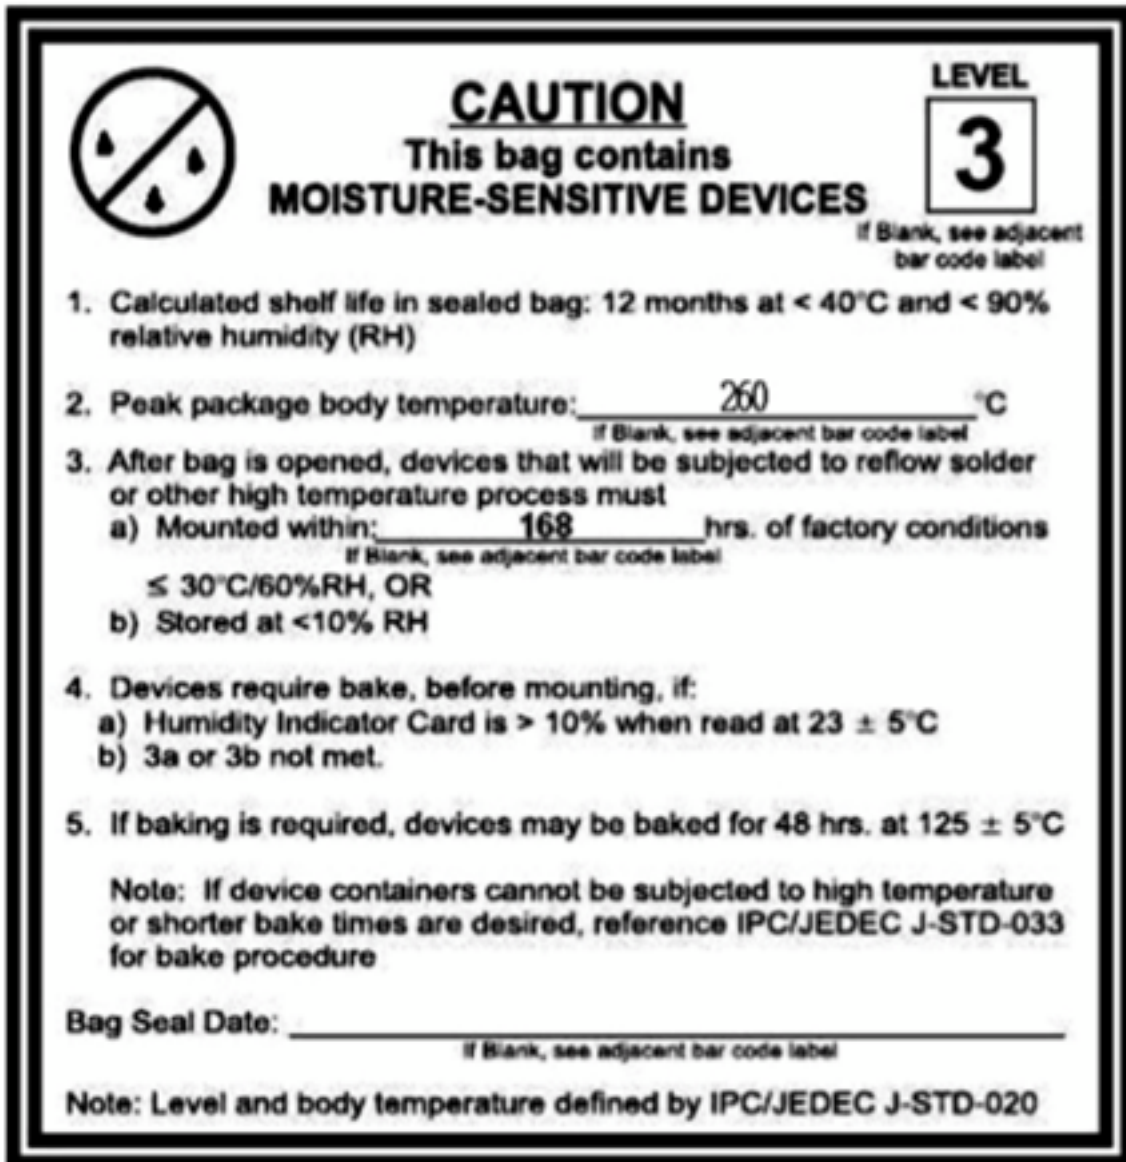 LEVEL
CAUTION
3
This bag contains
MOISTURE-SENSITIVE DEVICES
If Blank, see adjacent
bar code label
1. Calculated shelf life in sealed bag: 12 months at < 40°C and < 90%
relative humidity (RH)
2. Peak package body temperature: 260 °C
If Blank, see adjacent bar code label
3. After bag is opened, devices that will be subjected to reflow solder
or other high temperature process must
a) Mounted within: 168 hrs. of factory conditions
If Blank, see adjacent bar code label
≤ 30°C/60%RH, OR
b) Stored at <10% RH
4. Devices require bake, before mounting, if:
a) Humidity Indicator Card is > 10% when read at 23 ± 5°C
b) 3a or 3b not met.
5. If baking is required, devices may be baked for 48 hrs. at 125 ± 5°C
Note: If device containers cannot be subjected to high temperature
or shorter bake times are desired, reference IPC/JEDEC J-STD-033
for bake procedure
Bag Seal Date:
If Blank, see adjacent bar code label
Note: Level and body temperature defined by IPC/JEDEC J-STD-020